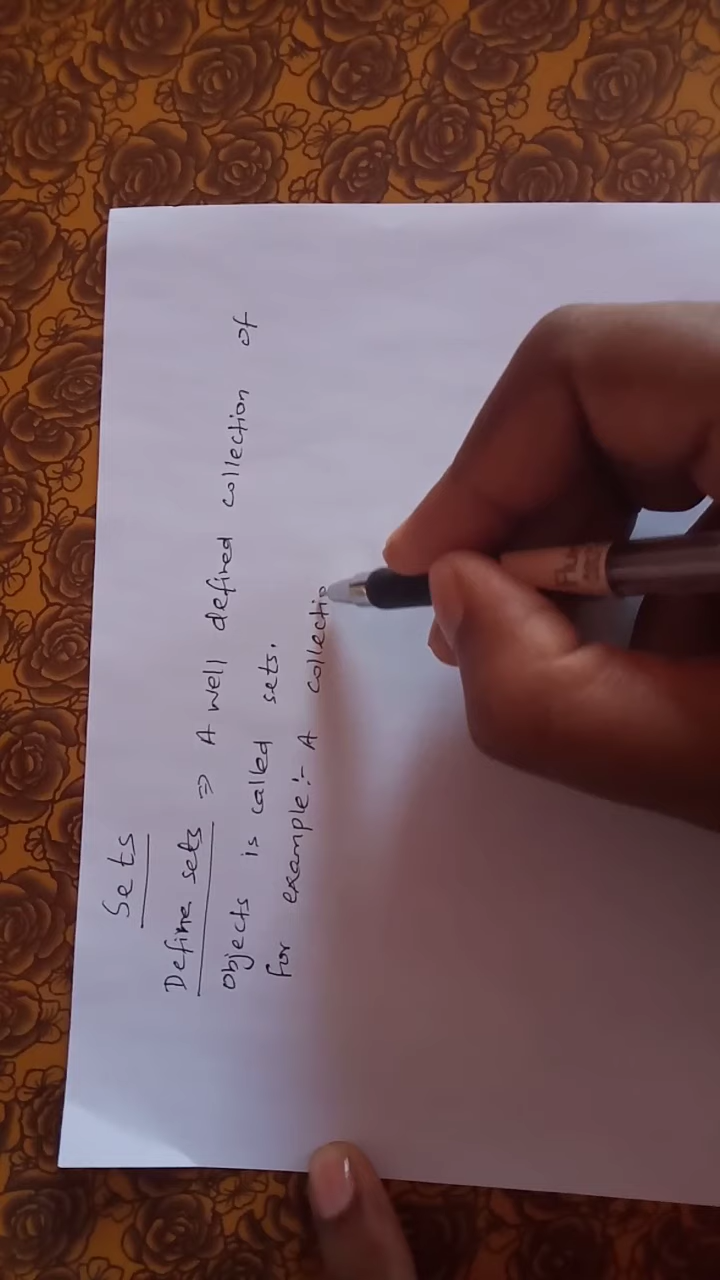 Sets
Define sets ⇒ A well defined collection of
objects is called sets.
for example:- A collectio